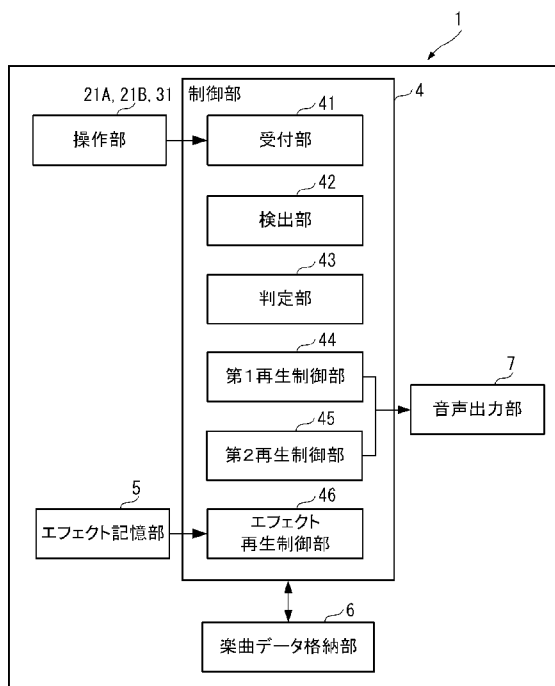 1
21A, 21B, 31
操作部
制御部
4
41
受付部
42
検出部
43
判定部
44
第1再生制御部
45
第2再生制御部
7
音声出力部
5
エフェクト記憶部
46
エフェクト
再生制御部
6
楽曲データ格納部